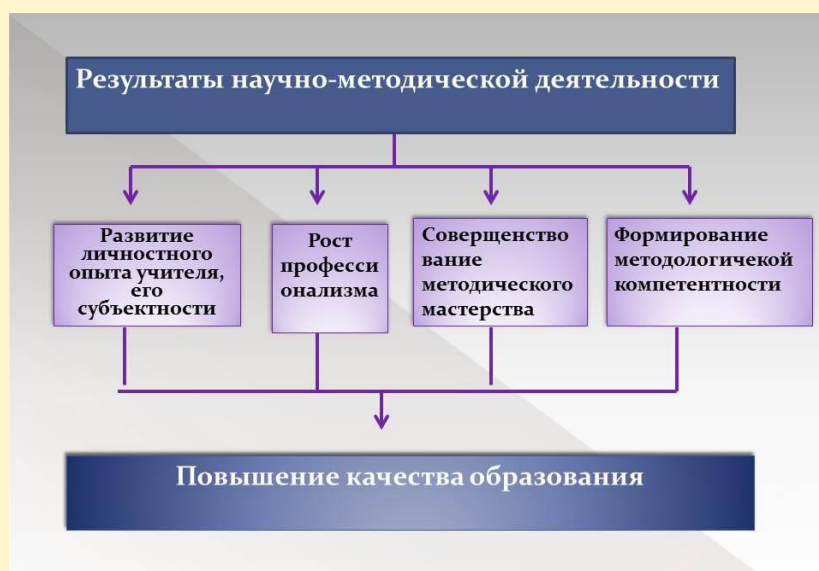 Результаты научно-методической деятельности
Развитие
личностного
опыта учителя,
его
субъектности
Рост
професси
онализма
Соверщенство
вание
методического
мастерства
Формирование
методологичекой
компетентности
Повышение качества образования